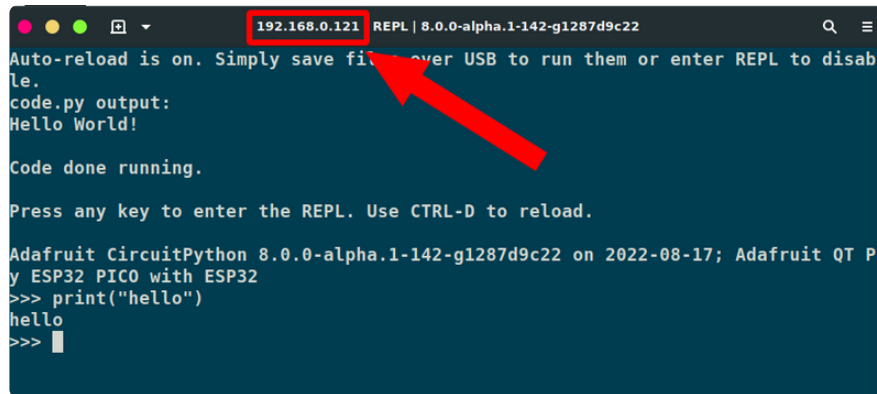 192.168.0.121 | REPL | 8.0.0-alpha.1-142-g1287d9c22
Auto-reload is on. Simply save over USB to run them or enter REPL to disab
le.
code.py output:
Hello World!
Code done running.
Press any key to enter the REPL. Use CTRL-D to reload.
Adafruit CircuitPython 8.0.0-alpha.1-142-g1287d9c22 on 2022-08-17; Adafruit QT P
y ESP32 PICO with ESP32
>>> print("hello")
hello
>>>